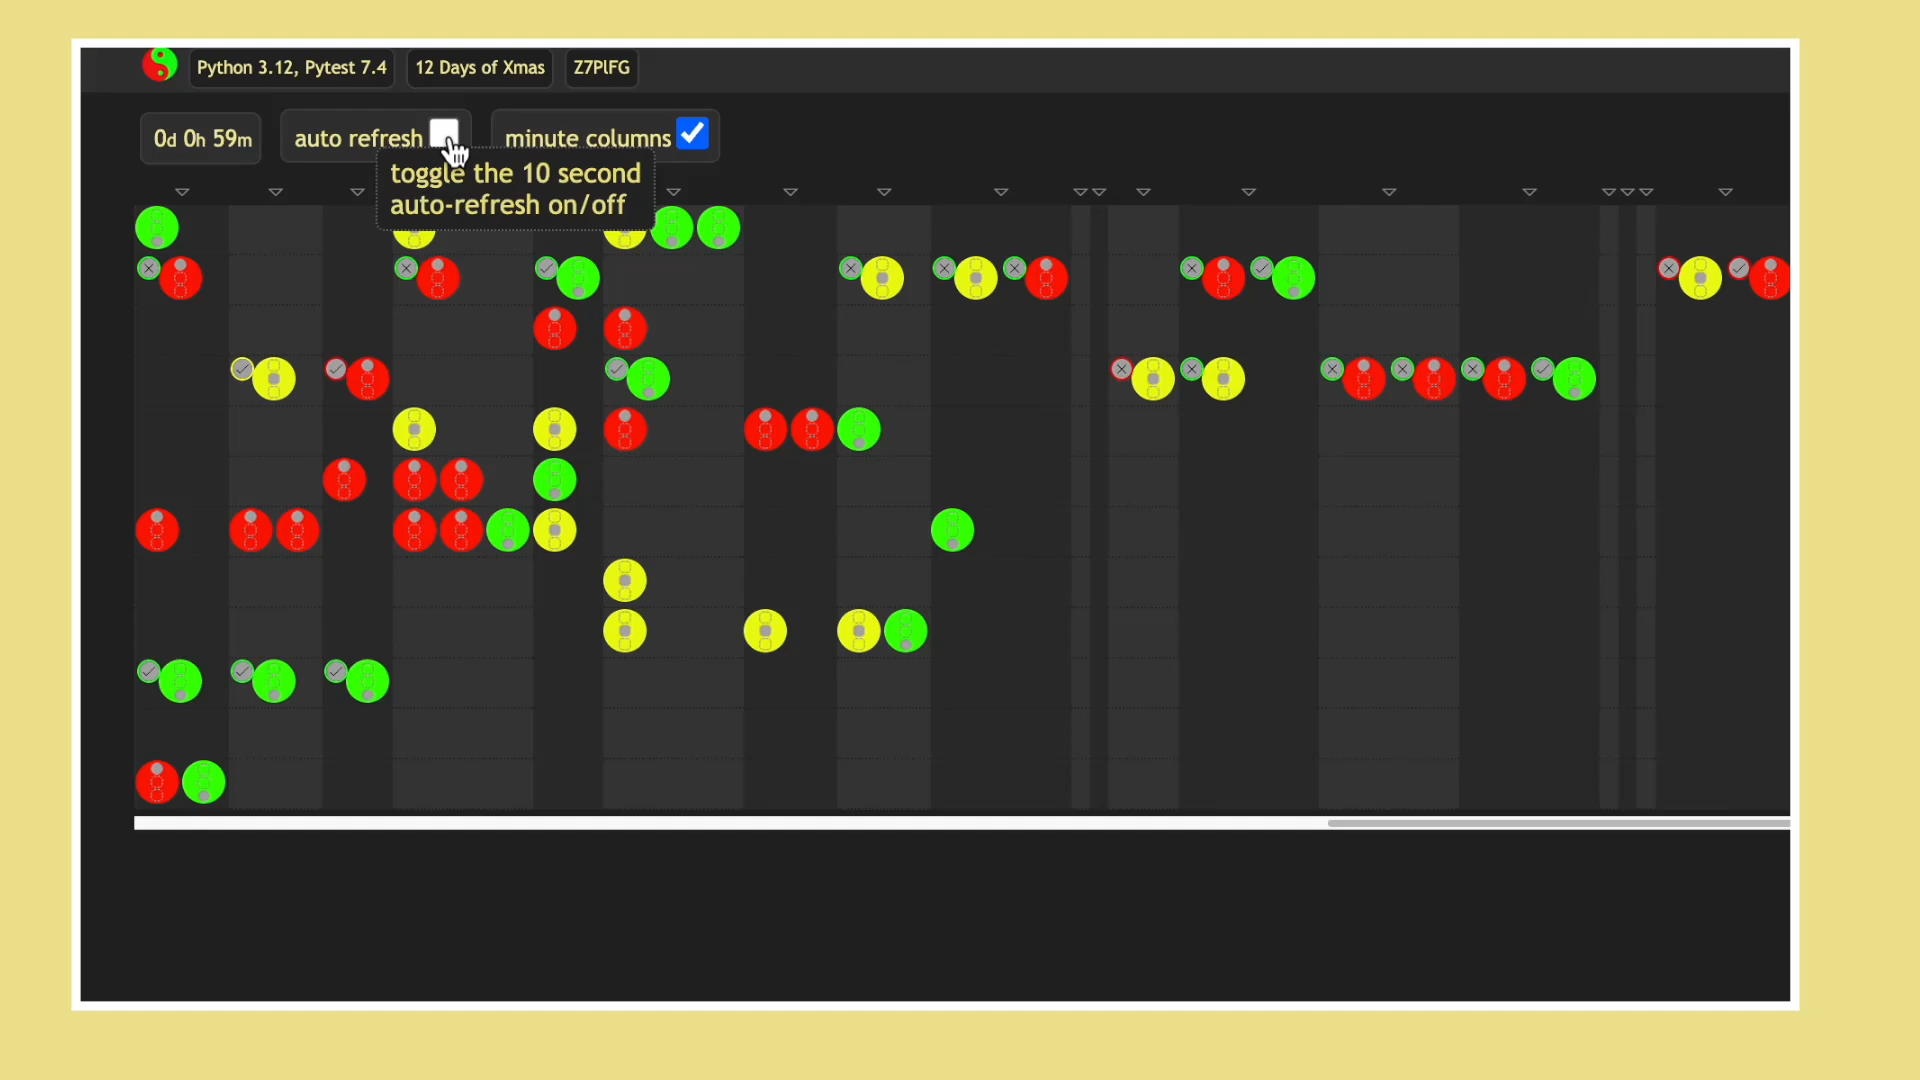 Python 3.12, Pytest 7.4
12 Days of Xmas
Z7PlFG
0d 0h 59m
auto refresh
minute columns
toggle the 10 second
auto-refresh on/off